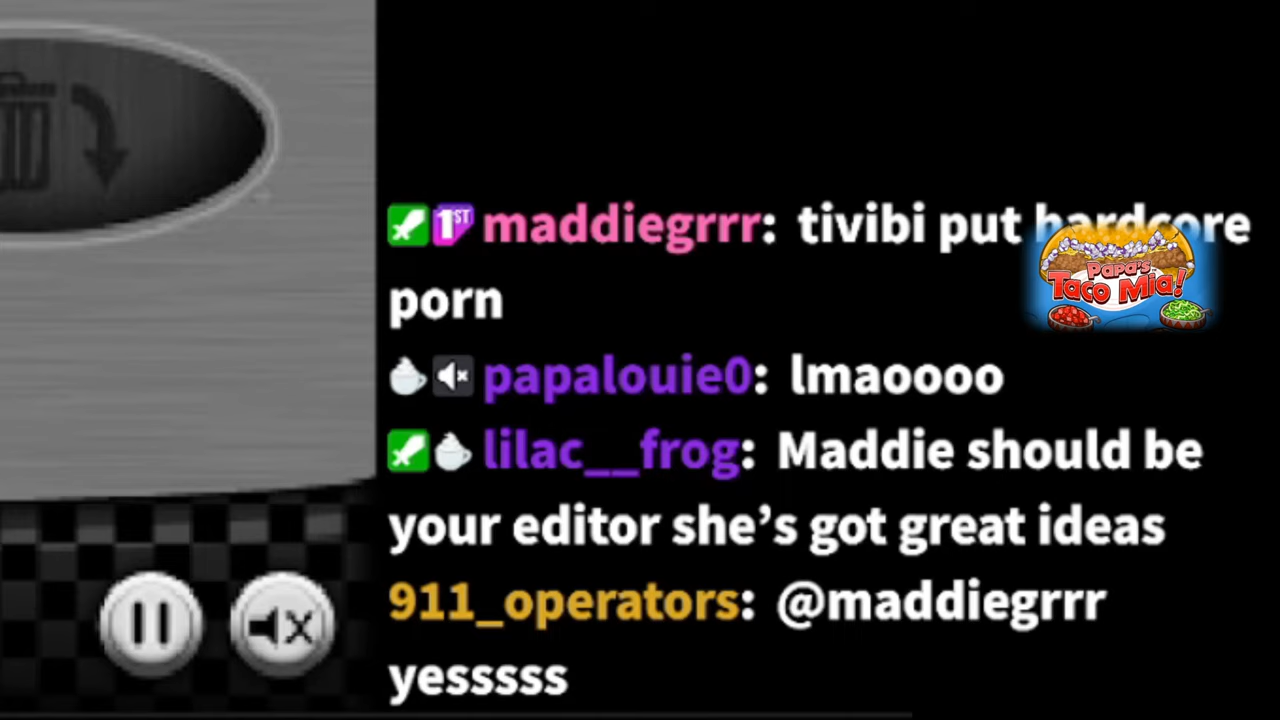 maddiegrrr: tivibi put hardcore
porn
Papa's
Taco Mia!
papalouie0: lmaoooo
lilac__frog: Maddie should be
your editor she’s got great ideas
911_operators: @maddiegrrr
yesssss
1ST